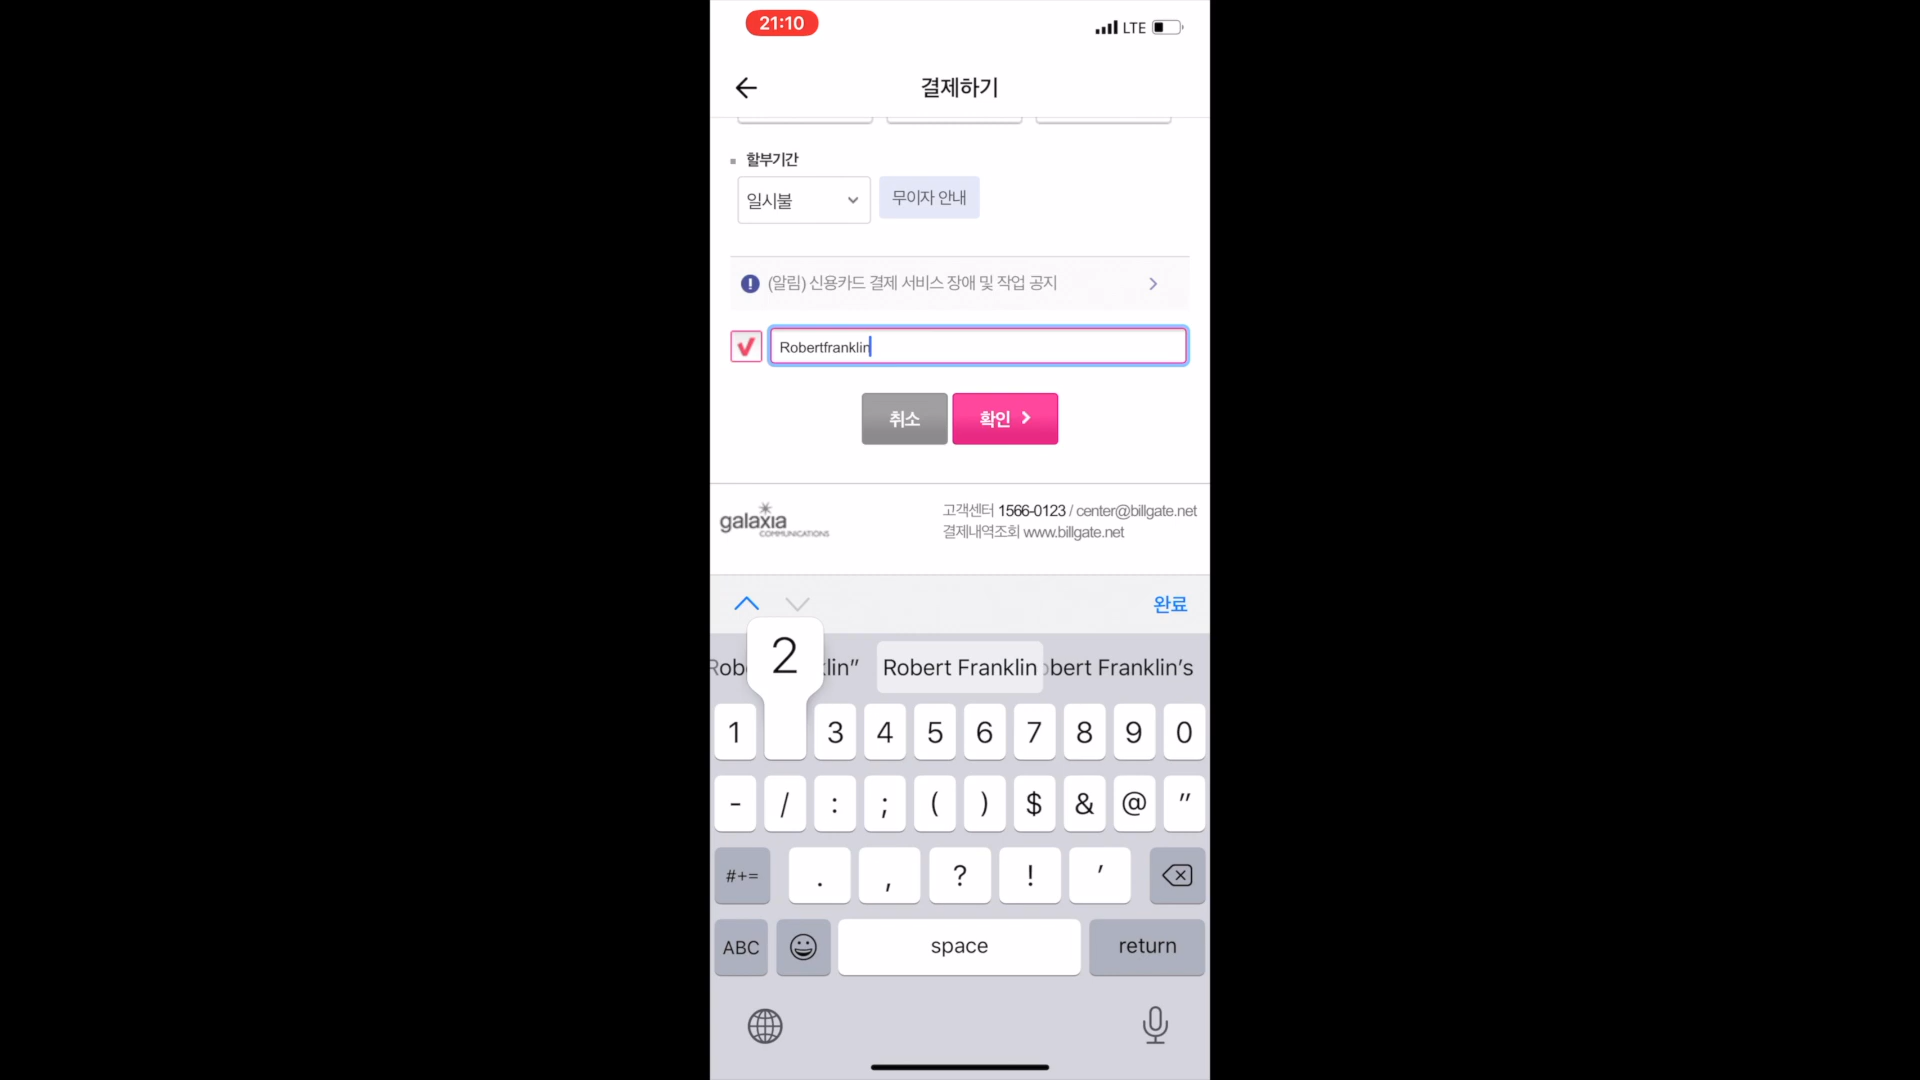 21:10
LTE
결제하기
할부기간
일시불
무이자 안내
(알림) 신용카드 결제 서비스 장애 및 작업 공지
Robertfranklin
취소
확인
galaxia
COMMUNICATIONS
고객센터 1566-0123 / center@billgate.net
결제내역조회 www.billgate.net
완료
2
Rob lin” Robert Franklin obert Franklin’s
1 3 4 5 6 7 8 9 0
- / : ; ( ) $ & @ "
#+= . , ? ! ’
ABC space return